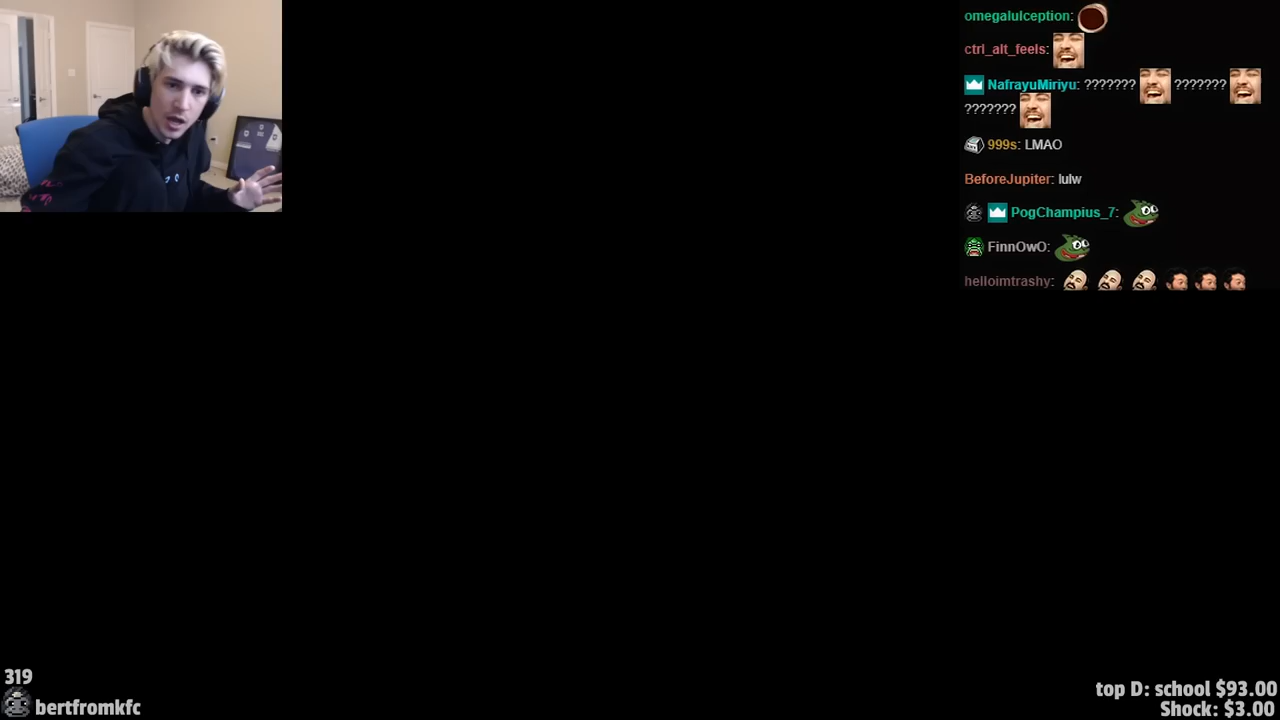 omegalulception:
ctrl_alt_feels:
NafrayuMiriyu: ??????? ???????
???????
999s: LMAO
BeforeJupiter: lulw
PogChampius_7:
FinnOwO:
helloimtrashy:
319
bertfromkfc
top D: school $93.00
Shock: $3.00